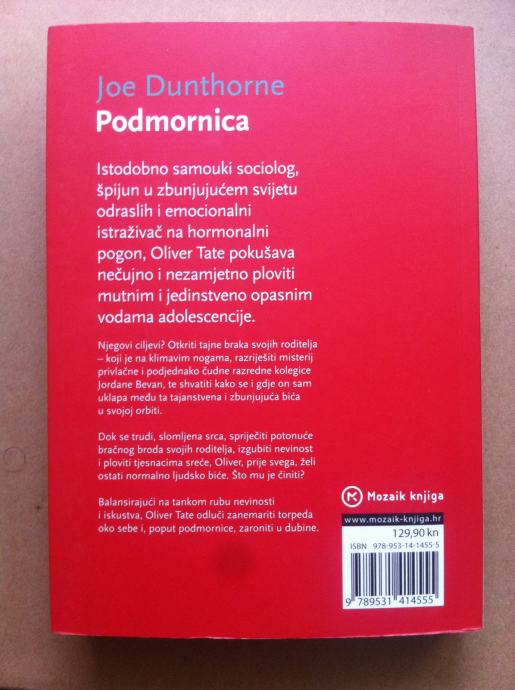 Joe Dunthorne
Podmornica
Istodobno samouki sociolog,
špijun u zbunjujućem svijetu
odraslih i emocionalni
istraživač na hormonalni
pogon, Oliver Tate pokušava
nečujno i nezamjetno ploviti
mutnim i jedinstveno opasnim
vodama adolescencije.
Njegovi ciljevi? Otkriti tajne braka svojih roditelja
– koji je na klimavim nogama, razriješiti misterij
privlačne i podjednako čudne razredne kolegice
Jordane Bevan, te shvatiti kako se i gdje on sam
uklapa među ta tajanstvena i zbunjujuća bića
u svojoj orbiti.
Dok se trudi, slomljena srca, spriječiti potonuće
bračnog broda svojih roditelja, izgubiti nevinost
i ploviti tjesnacima sreće, Oliver, prije svega, želi
ostati normalno ljudsko biće. Što mu je činiti?
Balansirajući na tankom rubu nevinosti
i iskustva, Oliver Tate odluči zanemariti torpeda
oko sebe i, poput podmornice, zaroniti u dubine.
Mozaik knjiga
www.mozaik-knjiga.hr
129,90 kn
ISBN 978-953-14-1455-5
9 789531 414555